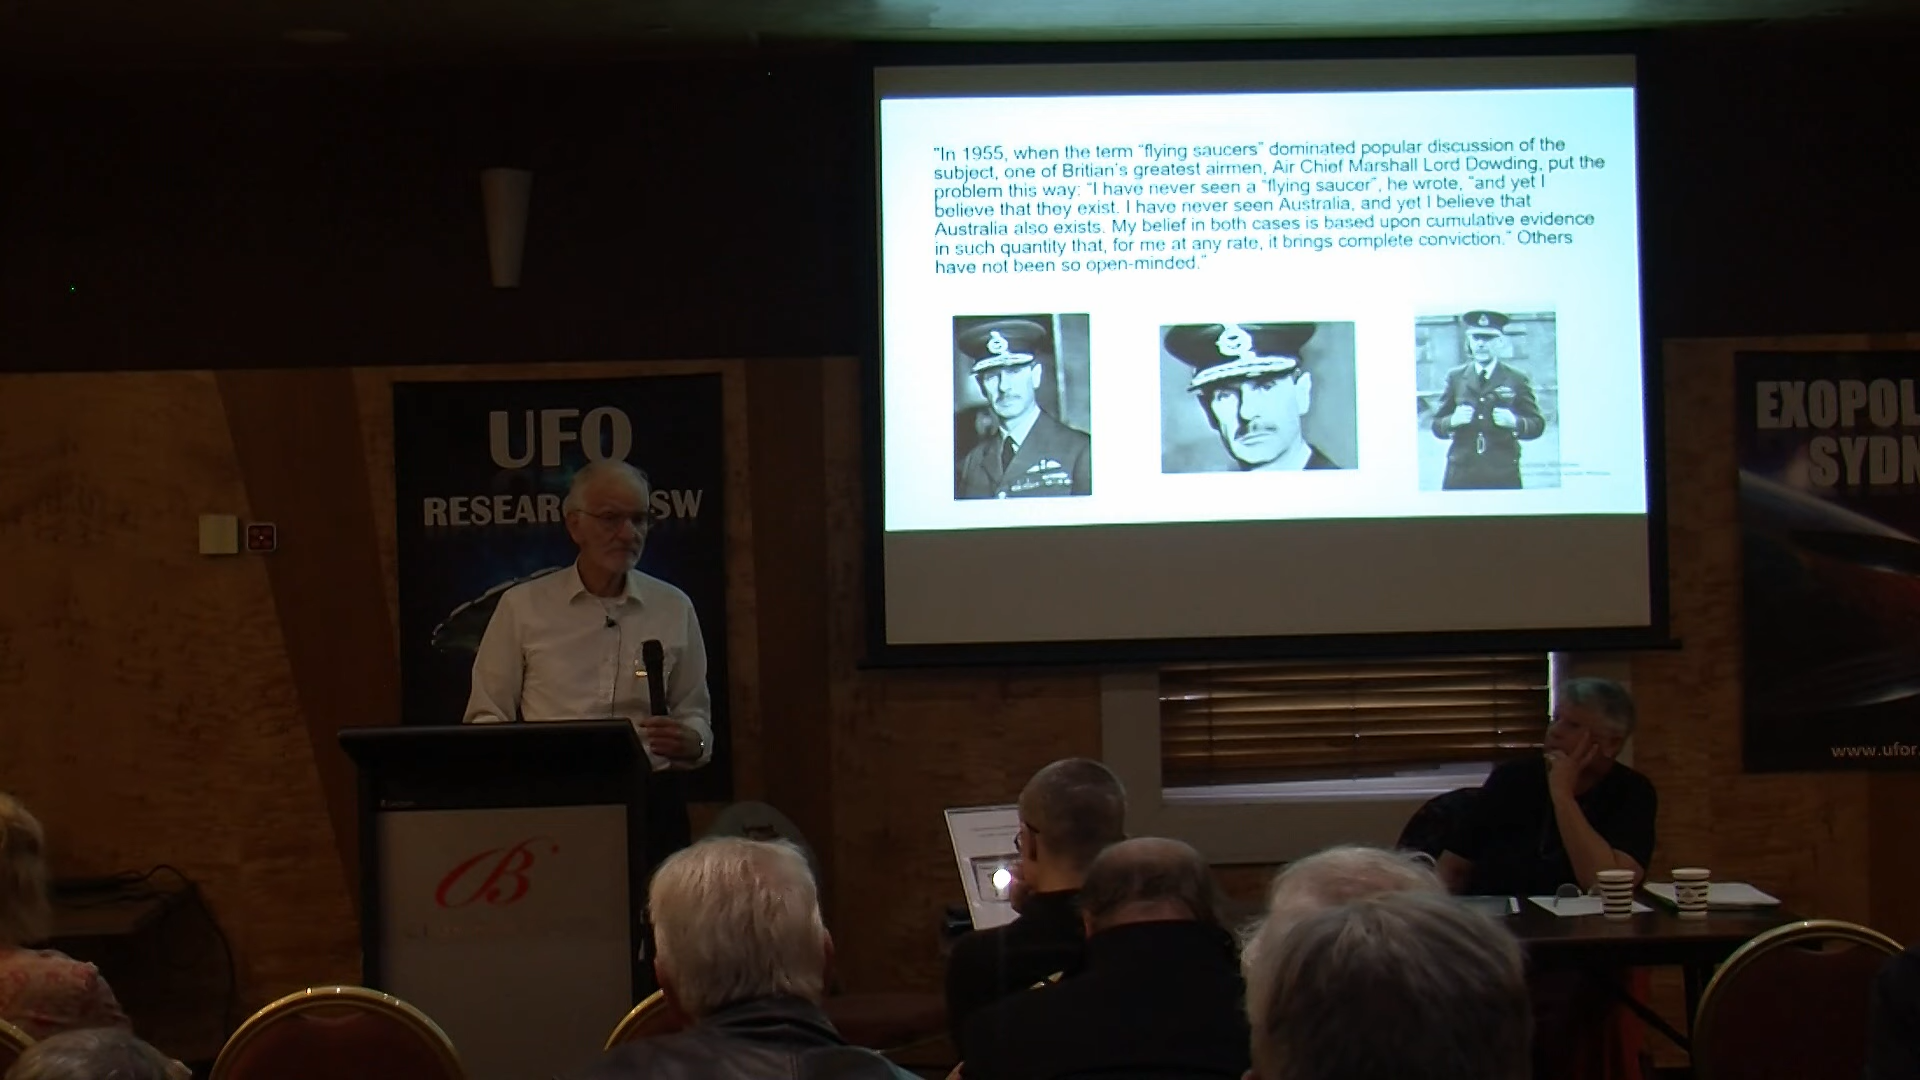 "In 1955, when the term "flying saucers" dominated popular discussion of the
subject, one of Britian's greatest airmen, Air Chief Marshall Lord Dowding, put the
problem this way: "I have never seen a "flying saucer", he wrote, "and yet I
believe that they exist. I have never seen Australia, and yet I believe that
Australia also exists. My belief in both cases is based upon cumulative evidence
in such quantity that, for me at any rate, it brings complete conviction." Others
have not been so open-minded."
UFO
RESEARC SW
EXOPOL
SYDN
www.ufor
B